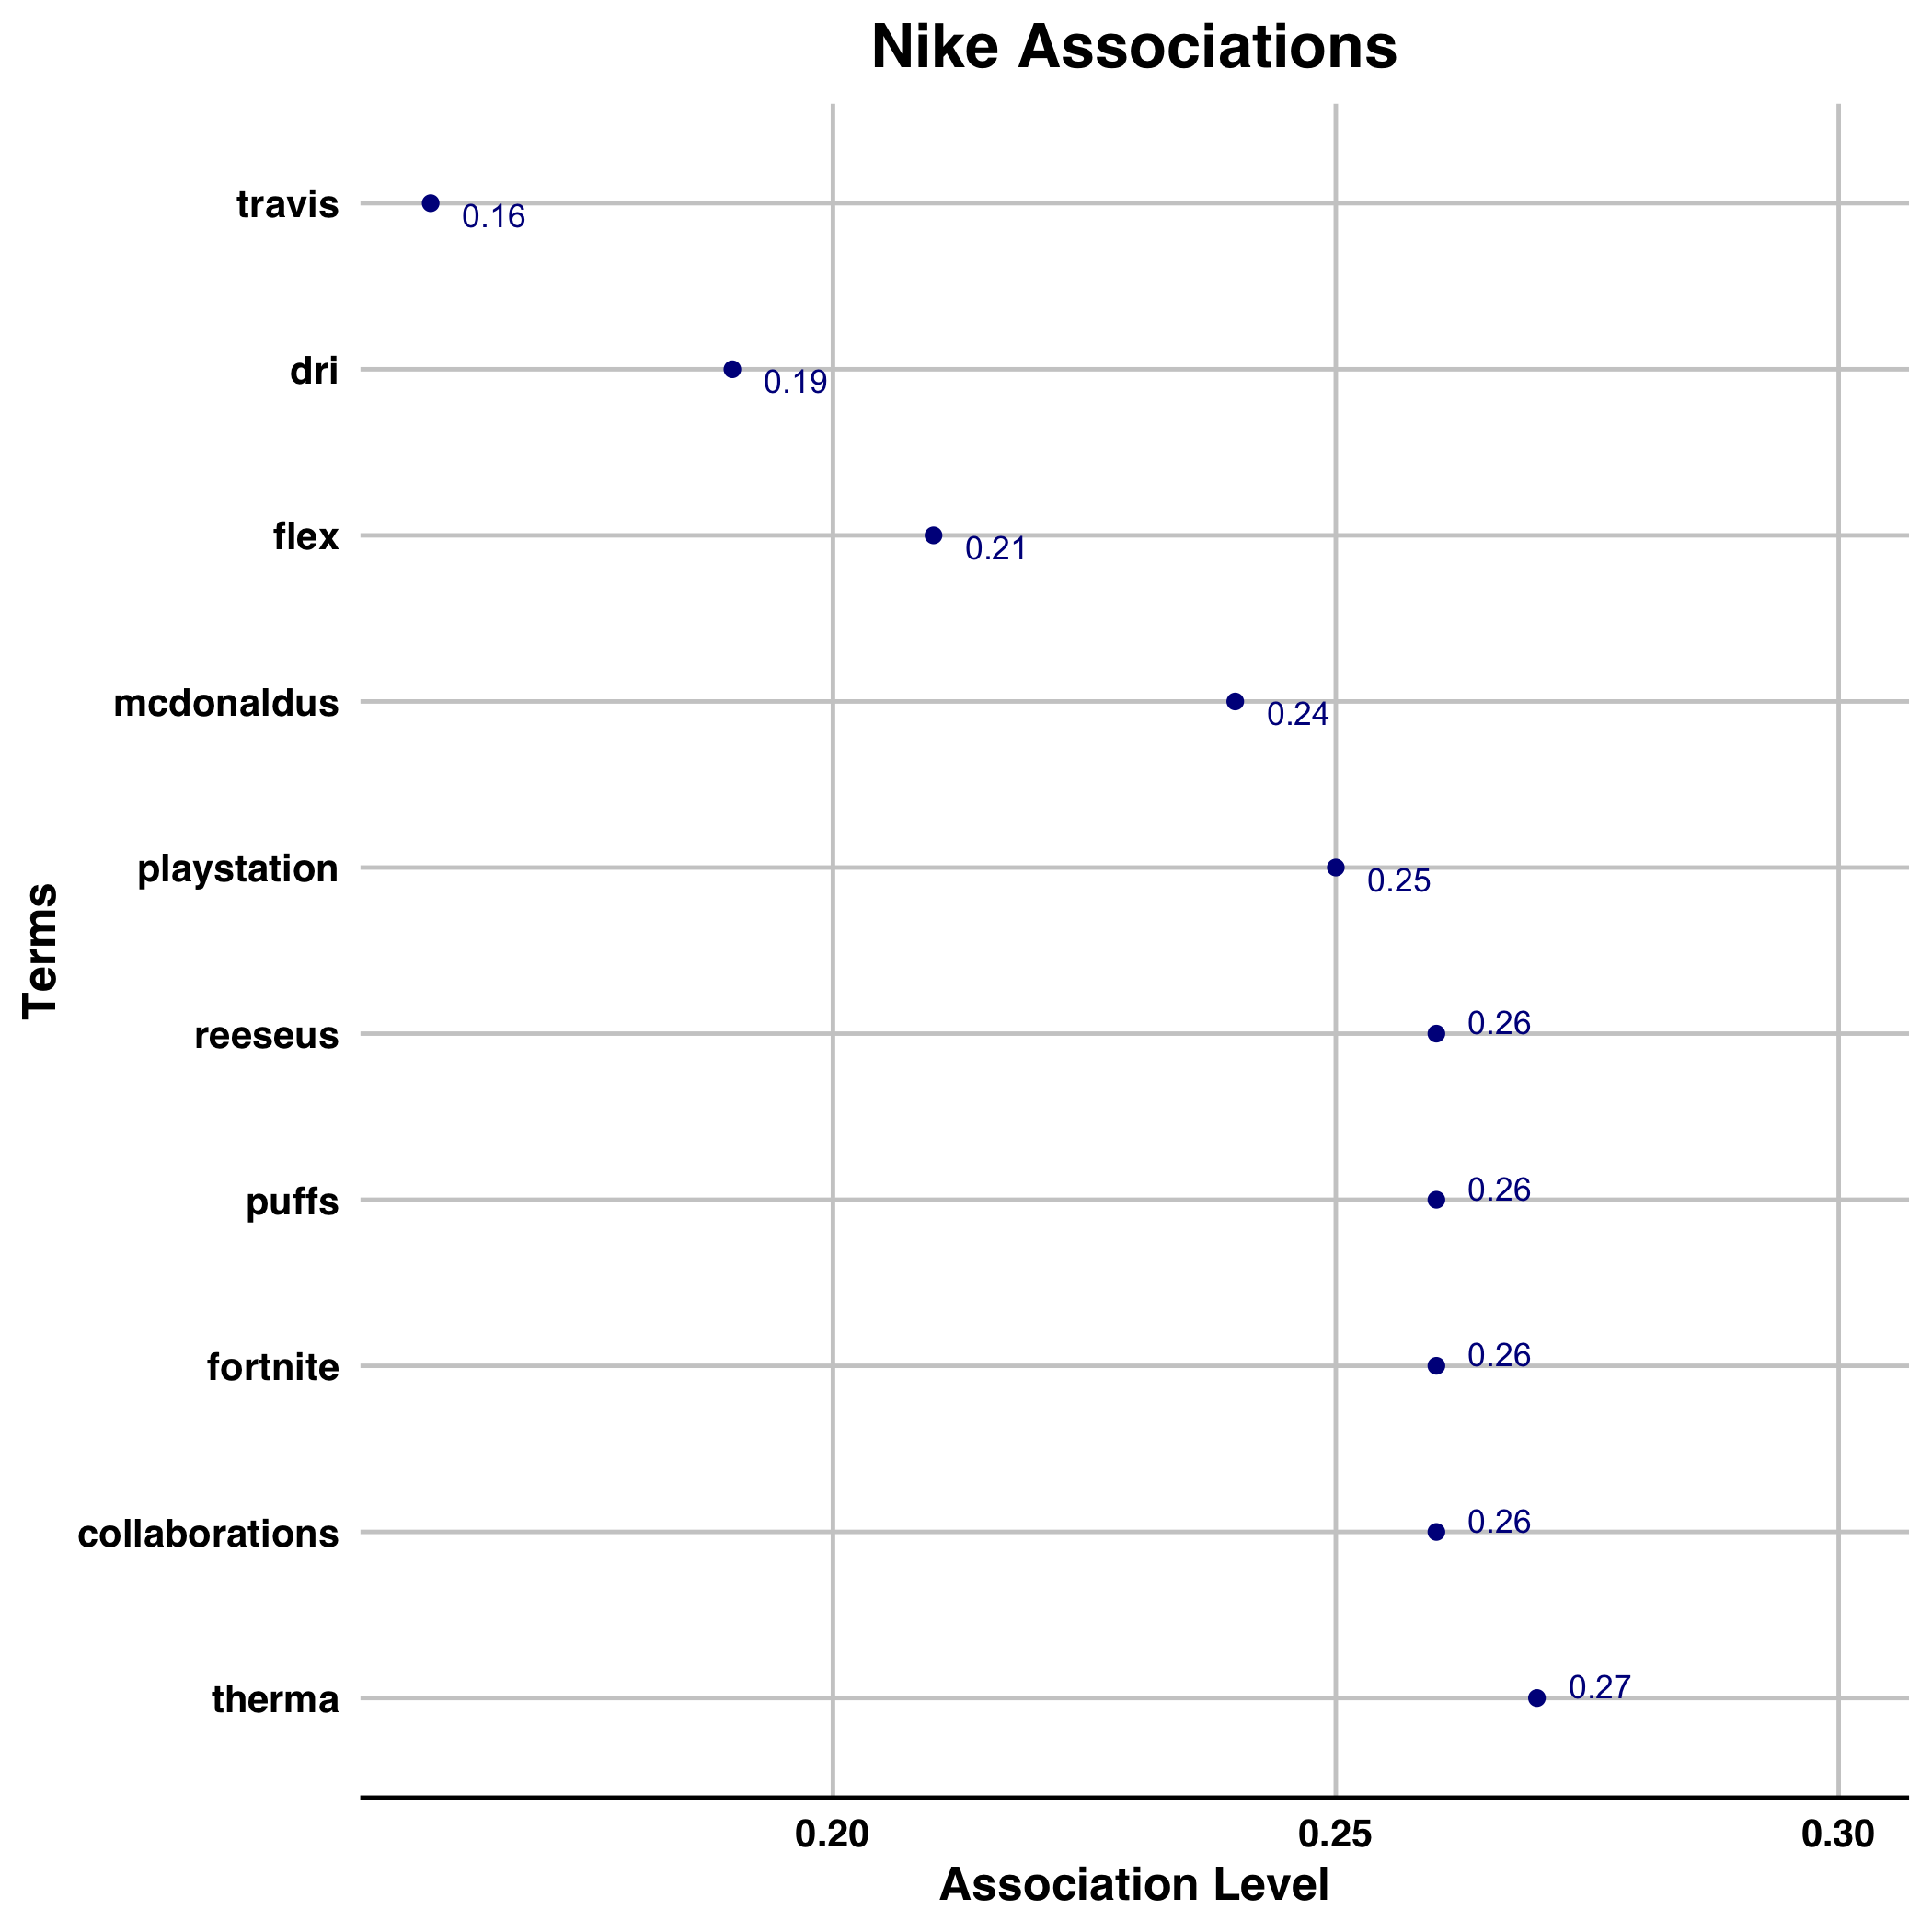 Nike Associations
travis
0.16
dri
0.19
flex
0.21
mcdonaldus
0.24
playstation
0.25
reeseus
0.26
puffs
0.26
fortnite
0.26
collaborations
0.26
therma
0.27
Terms
0.20 0.25 0.30
Association Level